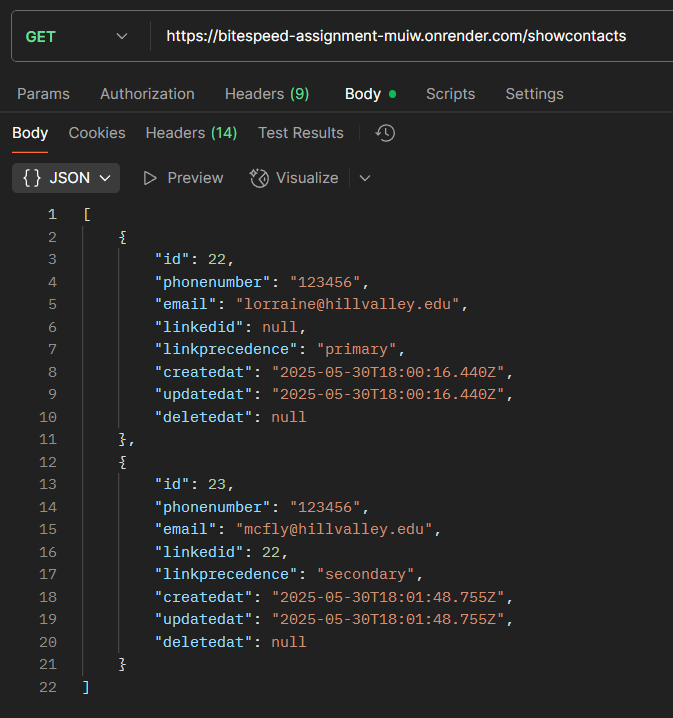 GET https://bitespeed-assignment-muiw.onrender.com/showcontacts
Params Authorization Headers (9) Body Scripts Settings
Body Cookies Headers (14) Test Results
{} JSON Preview Visualize
1 [
2 {
3 "id": 22,
4 "phonenumber": "123456",
5 "email": "lorraine@hillvalley.edu",
6 "linkedid": null,
7 "linkprecedence": "primary",
8 "createdat": "2025-05-30T18:00:16.440Z",
9 "updatedat": "2025-05-30T18:00:16.440Z",
10 "deletedat": null
11 },
12 {
13 "id": 23,
14 "phonenumber": "123456",
15 "email": "mcfly@hillvalley.edu",
16 "linkedid": 22,
17 "linkprecedence": "secondary",
18 "createdat": "2025-05-30T18:01:48.755Z",
19 "updatedat": "2025-05-30T18:01:48.755Z",
20 "deletedat": null
21 }
22 ]